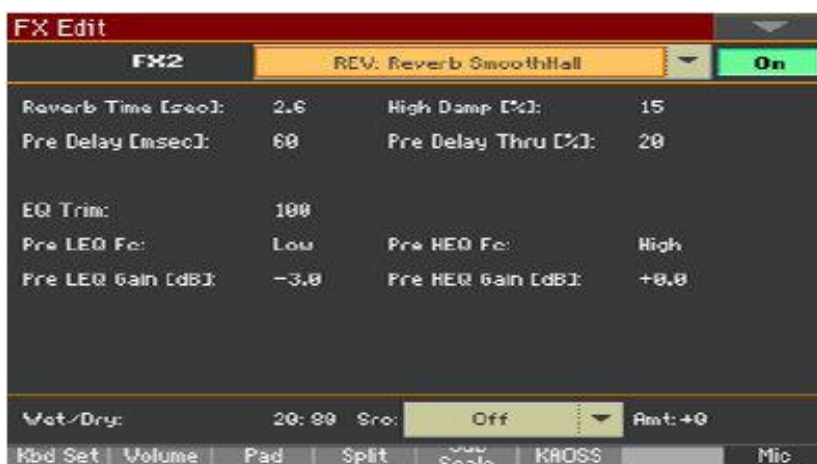 FX Edit
FX2 REV: Reverb SmoothHall On
Reverb Time [sec]: 2.6 High Damp [%]: 15
Pre Delay [msec]: 60 Pre Delay Thru [%]: 20
EQ Trim: 100
Pre LEQ Fc: Low Pre HEQ Fc: High
Pre LEQ Gain [dB]: -3.0 Pre HEQ Gain [dB]: +0.0
Wet/Dry: 20:80 Src: Off Amt:+0
Kbd Set Volume Pad Split Sub Scale KAOSS Mic